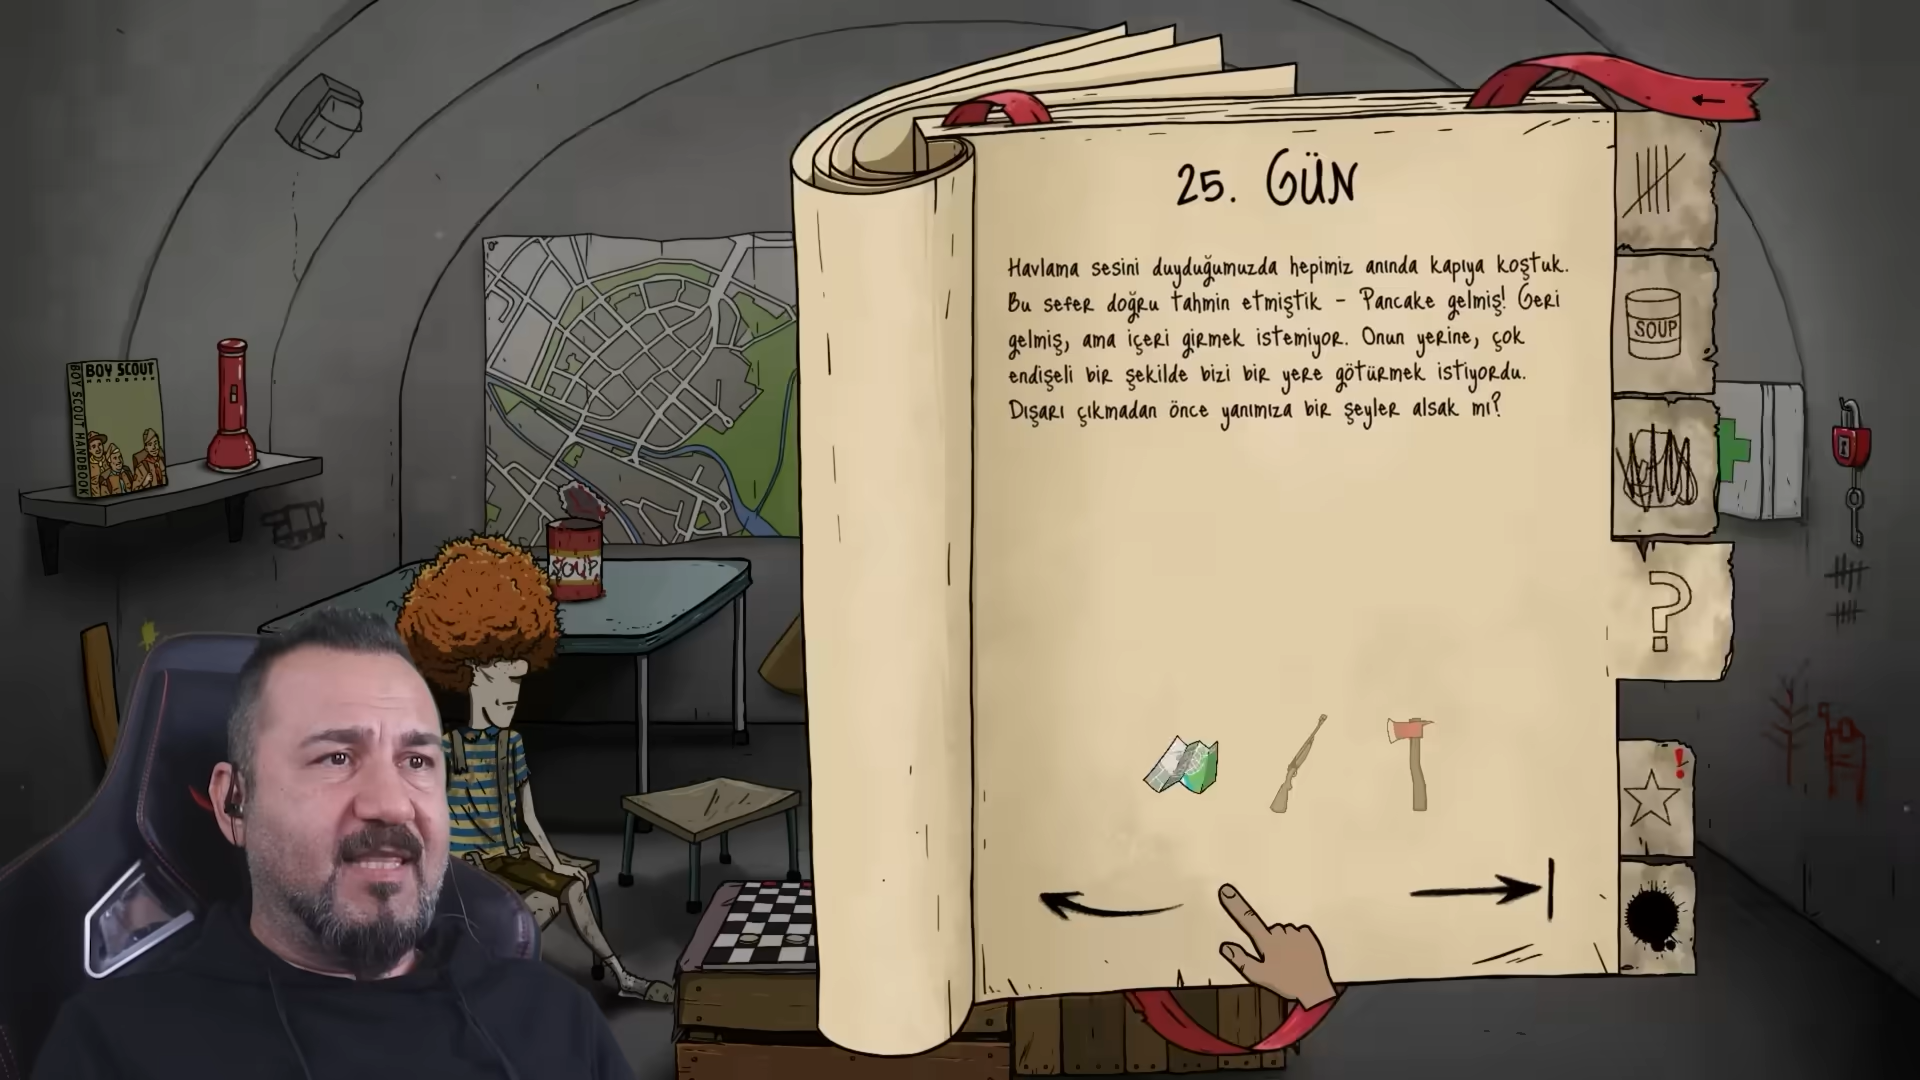 25. GÜN
Havlama sesini duyduğumuzda hepimiz anında kapıya koştuk.
Bu sefer doğru tahmin etmiştik - Pancake gelmiş! Geri
gelmiş, ama içeri girmek istemiyor. Onun yerine, çok
endişeli bir şekilde bizi bir yere götürmek istiyordu.
Dışarı çıkmadan önce yanımıza bir şeyler alsak mı?
SOUP
?
!
BOY SCOUT
HANDBOOK
BOY SCOUT HANDBOOK
SOUP